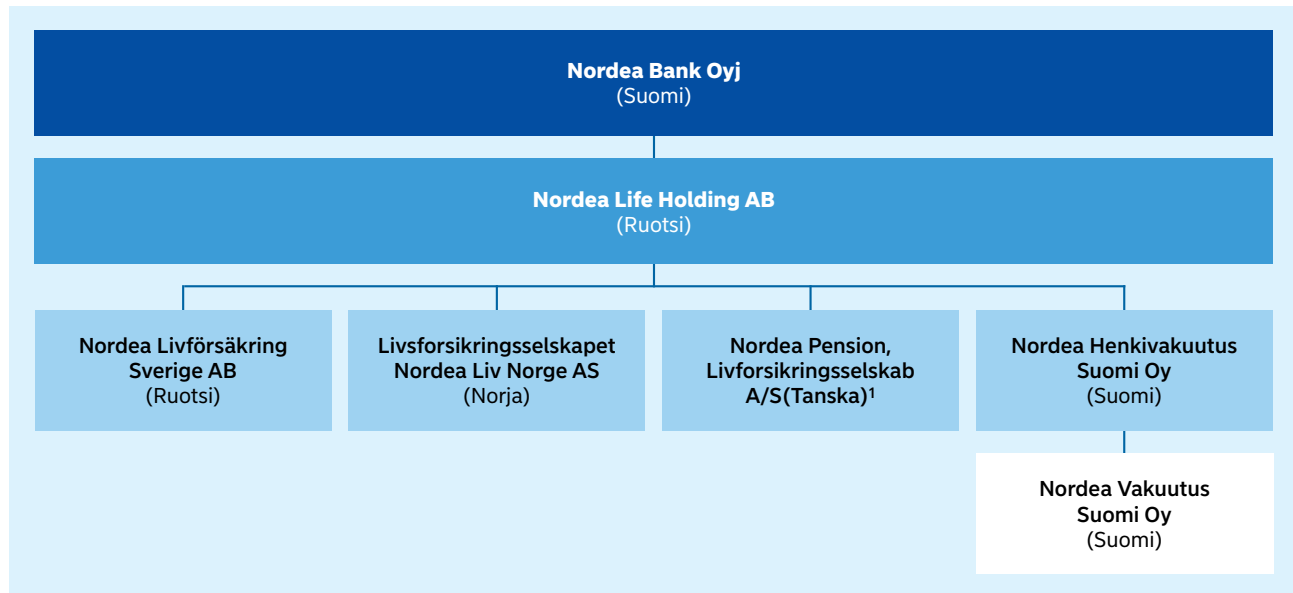 Nordea Bank Oyj
(Suomi)
Nordea Life Holding AB
(Ruotsi)
Nordea Livförsäkring
Sverige AB
(Ruotsi)
Livsforsikringsselskapet
Nordea Liv Norge AS
(Norja)
Nordea Pension,
Livforsikringsselskab
A/S(Tanska)¹
Nordea Henkivakuutus
Suomi Oy
(Suomi)
Nordea Vakuutus
Suomi Oy
(Suomi)